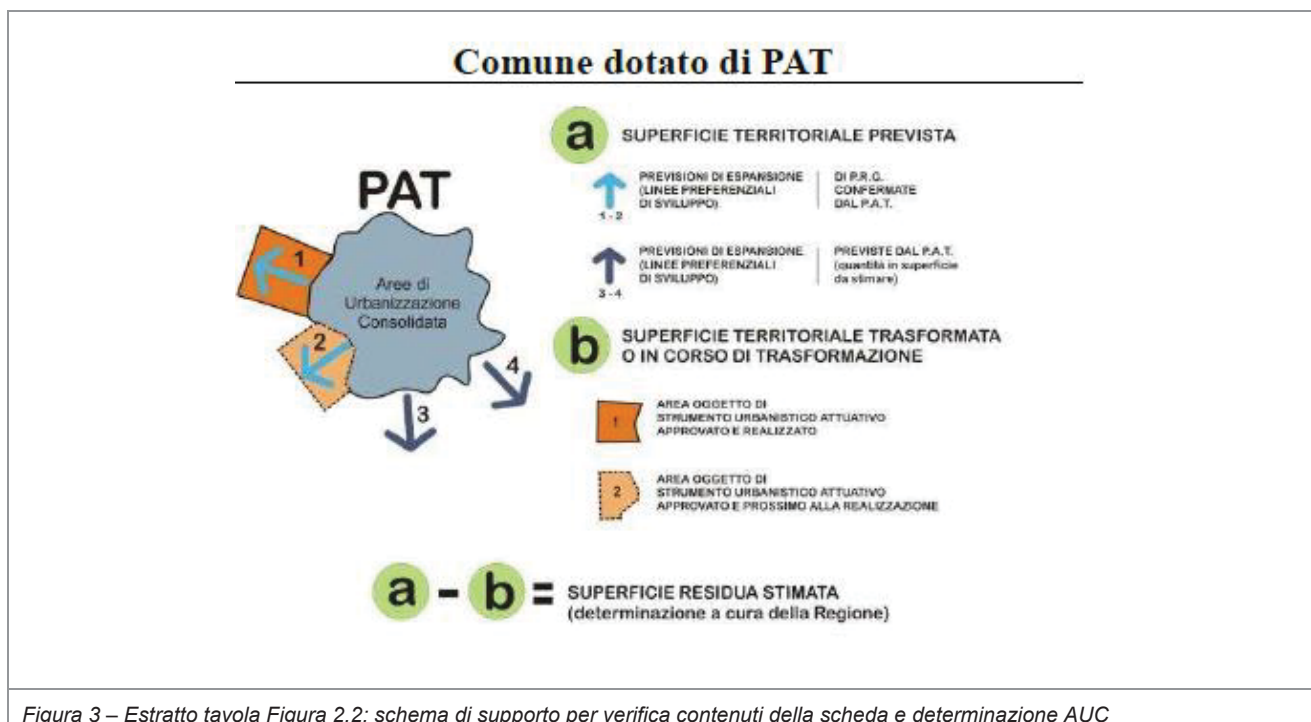 Comune dotato di PAT
PAT
Aree di
Urbanizzazione
Consolidata
1
2
3
4
a SUPERFICIE TERRITORIALE PREVISTA
PREVISIONI DI ESPANSIONE
(LINEE PREFERENZIALI
DI SVILUPPO)
1 - 2
DI P.R.G.
CONFERMATE
DAL P.A.T.
PREVISIONI DI ESPANSIONE
(LINEE PREFERENZIALI
DI SVILUPPO)
3 - 4
PREVISTE DAL P.A.T.
(quantità in superficie
da stimare)
b SUPERFICIE TERRITORIALE TRASFORMATA
O IN CORSO DI TRASFORMAZIONE
1
AREA OGGETTO DI
STRUMENTO URBANISTICO ATTUATIVO
APPROVATO E REALIZZATO
2
AREA OGGETTO DI
STRUMENTO URBANISTICO ATTUATIVO
APPROVATO E PROSSIMO ALLA REALIZZAZIONE
a - b = SUPERFICIE RESIDUA STIMATA
(determinazione a cura della Regione)
Figura 3 – Estratto tavola Figura 2.2: schema di supporto per verifica contenuti della scheda e determinazione AUC